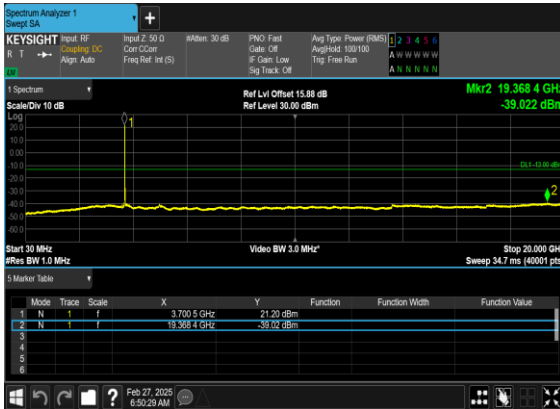 Spectrum Analyzer 1
Swept SA
+
KEYSIGHT Input: RF Input Z: 50 Ω #Atten: 30 dB PNO: Fast Avg Type: Power (RMS) 1 2 3 4 5 6
R T Coupling: DC Corr CCorr Gate: Off Avg|Hold: 100/100 A W W W W W
Align: Auto Freq Ref: Int (S) IF Gain: Low Trig: Free Run
LW Sig Track: Off A N N N N N
1 Spectrum Ref Lvl Offset 15.88 dB Mkr2 19.368 4 GHz
Scale/Div 10 dB Ref Level 30.00 dBm -39.022 dBm
Log
20.0
10.0
0.00
-10.0 DL1 -13.00 dBm
-20.0
-30.0
-40.0
-50.0
-60.0
1
2
Start 30 MHz Video BW 3.0 MHz* Stop 20.000 GHz
#Res BW 1.0 MHz Sweep 34.7 ms (40001 pts)
5 Marker Table
Mode Trace Scale X Y Function Function Width Function Value
1 N 1 f 3.700 5 GHz 21.20 dBm
2 N 1 f 19.368 4 GHz -39.02 dBm
3
4
5
6
? Feb 27, 2025
6:50:29 AM